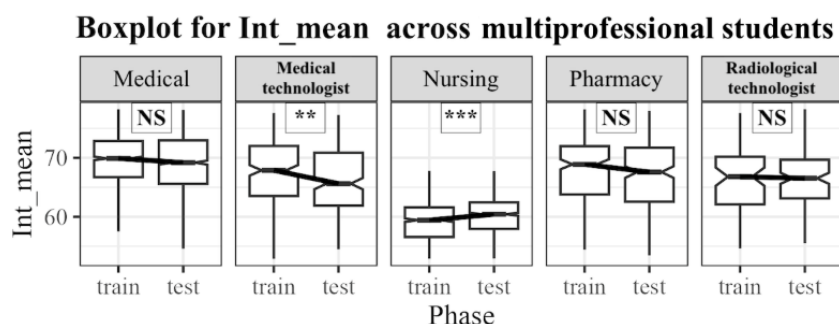 Boxplot for Int_mean across multiprofessional students
Medical
Medical
technologist
Nursing
Pharmacy
Radiological
technologist
NS
**
***
NS
NS
Int_mean
70
60
train test
train test
train test
train test
train test
Phase